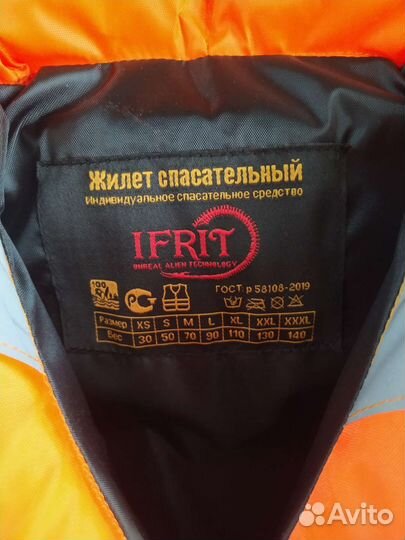 Жилет спасательный
Индивидуальное спасательное средство
IFRIT
UNREAL ALIEN TECHNOLOGY
100
ГОСТ. р 58108-2019
Размер XS S M L XL XXL XXXL
Вес 30 50 70 90 110 130 140
Avito